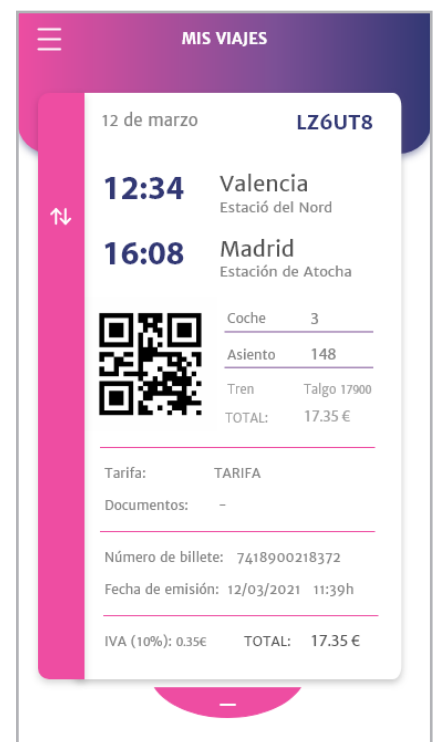 MIS VIAJES
12 de marzo LZ6UT8
12:34 Valencia
Estació del Nord
16:08 Madrid
Estación de Atocha
Coche 3
Asiento 148
Tren Talgo 17900
TOTAL: 17.35 €
Tarifa: TARIFA
Documentos: -
Número de billete: 7418900218372
Fecha de emisión: 12/03/2021 11:39h
IVA (10%): 0.35€ TOTAL: 17.35 €